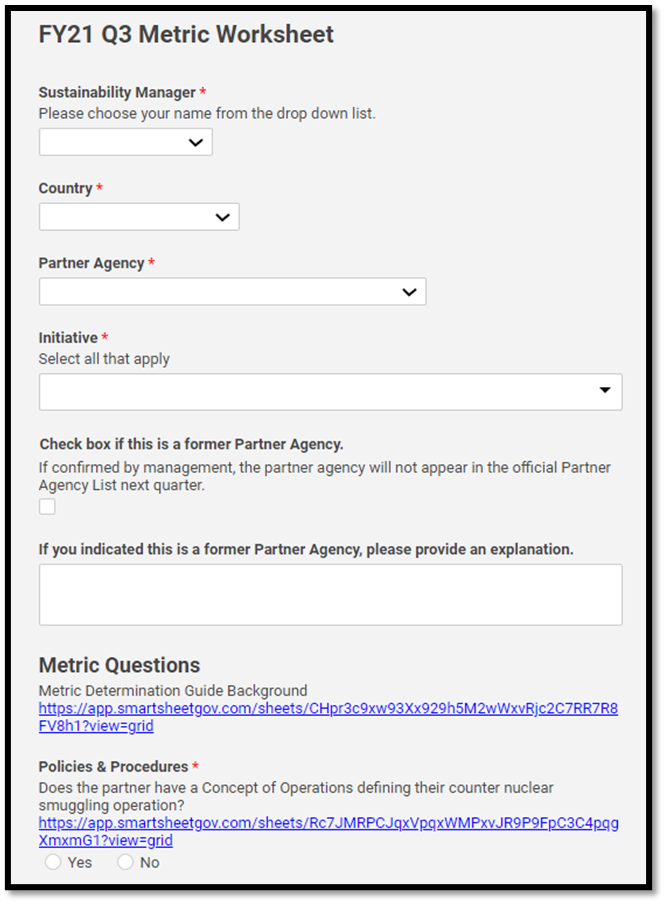 FY21 Q3 Metric Worksheet
Sustainability Manager *
Please choose your name from the drop down list.
Country *
Partner Agency *
Initiative *
Select all that apply
Check box if this is a former Partner Agency.
If confirmed by management, the partner agency will not appear in the official Partner
Agency List next quarter.
If you indicated this is a former Partner Agency, please provide an explanation.
Metric Questions
Metric Determination Guide Background
https://app.smartsheetgov.com/sheets/CHpr3c9xw93Xx929h5M2wWxvRjc2C7RR7R8
FV8h1?view=grid
Policies & Procedures *
Does the partner have a Concept of Operations defining their counter nuclear
smuggling operation?
https://app.smartsheetgov.com/sheets/Rc7JMRPCJqxVpqxWMPxvJR9P9FpC3C4pqg
XmxmG1?view=grid
Yes No